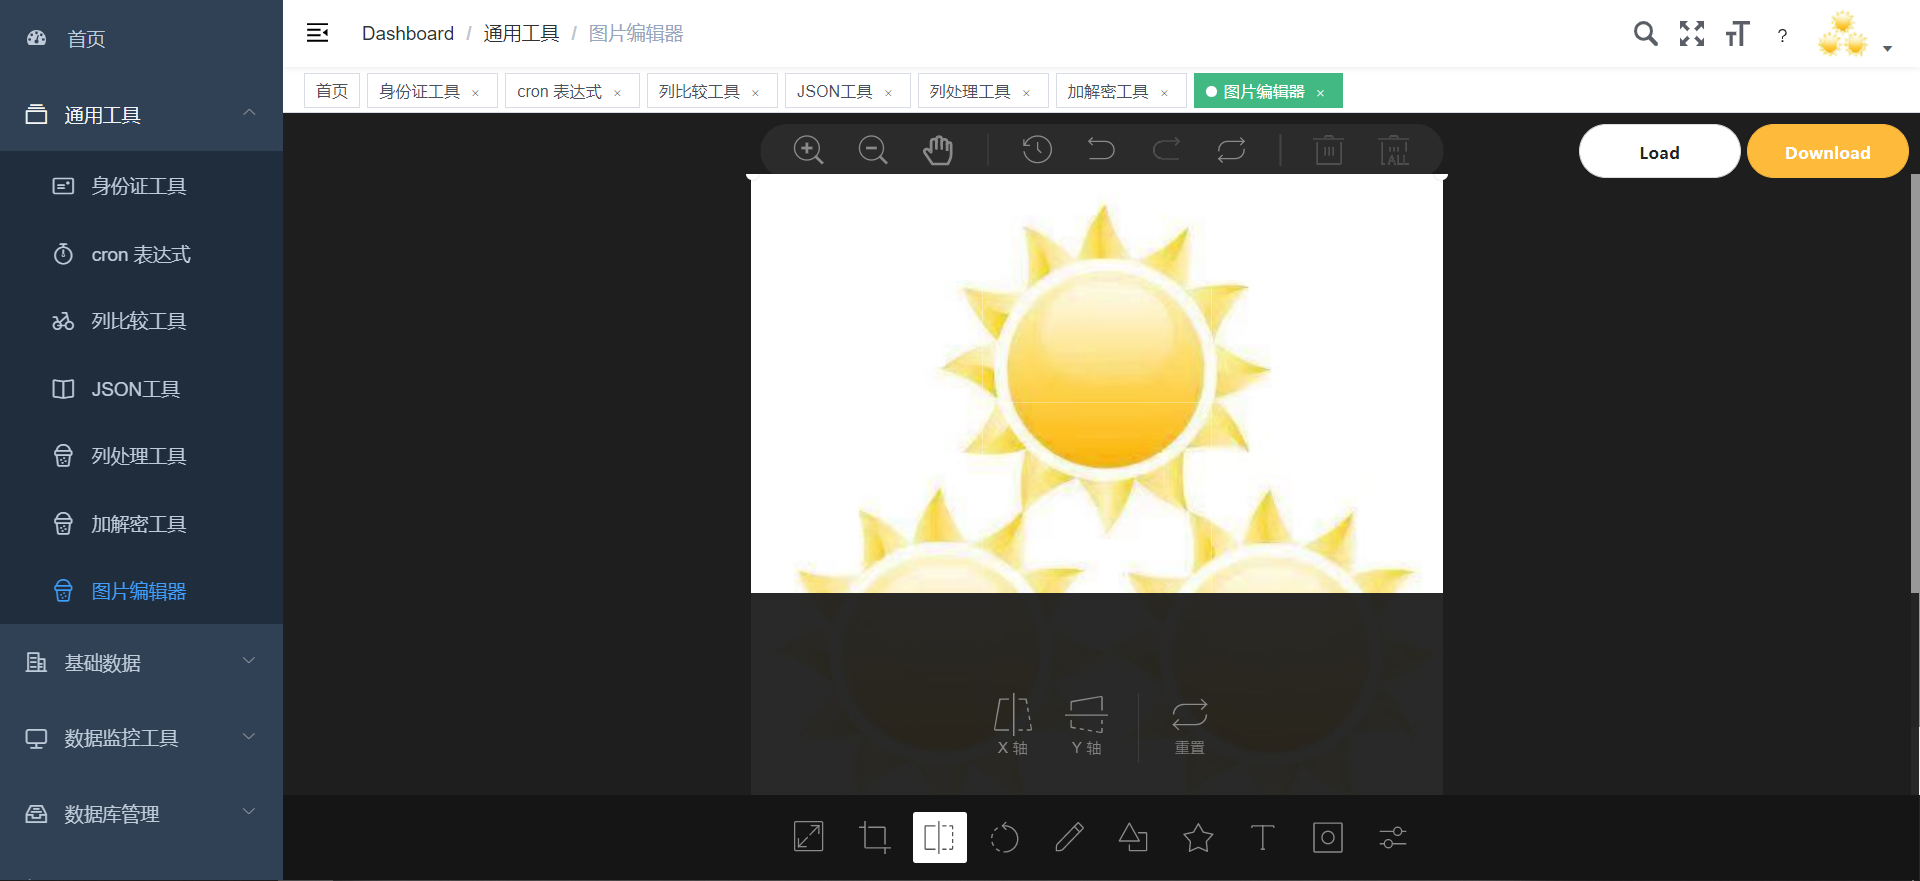 首页
通用工具
身份证工具
cron 表达式
列比较工具
JSON工具
列处理工具
加解密工具
图片编辑器
基础数据
数据监控工具
数据库管理
Dashboard / 通用工具 / 图片编辑器
?
首页 身份证工具 × cron 表达式 × 列比较工具 × JSON工具 × 列处理工具 × 加解密工具 × 图片编辑器 ×
ALL
Load
Download
X 轴
Y 轴
重置